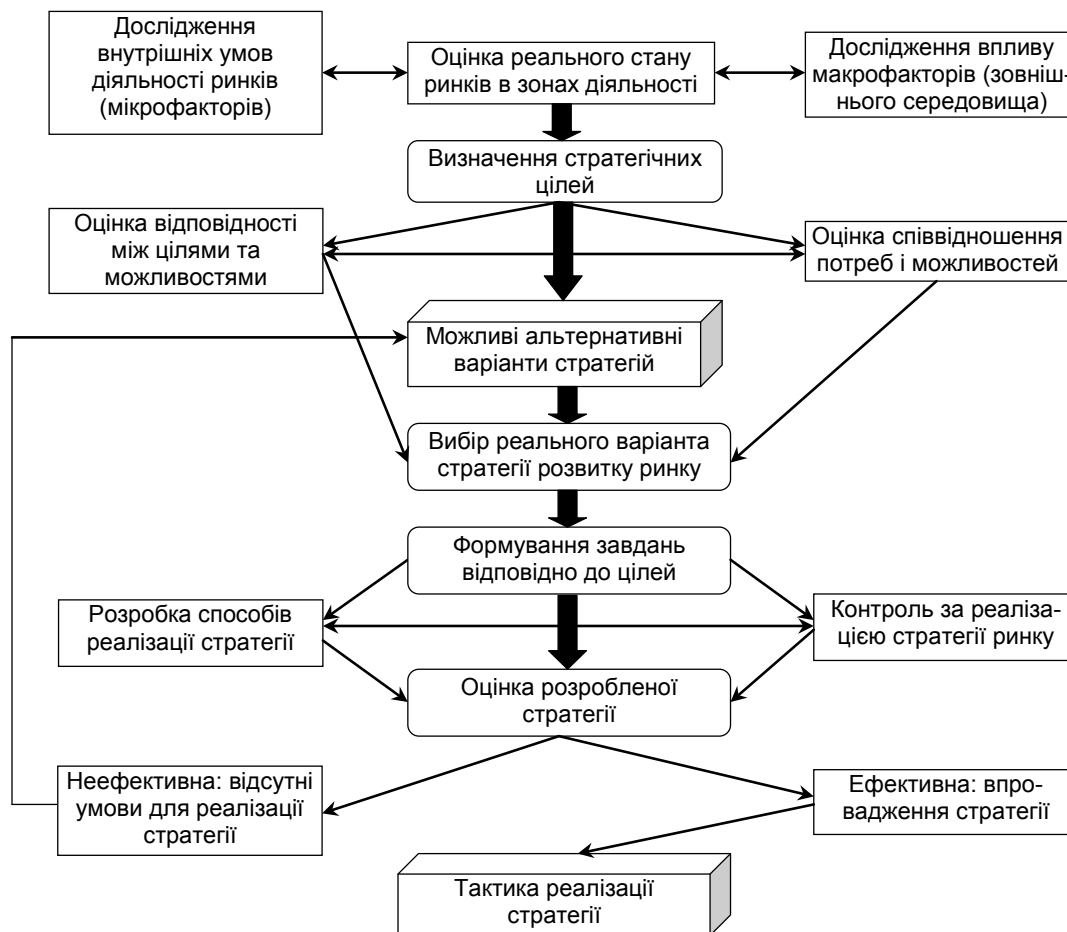 Дослідження
внутрішніх умов
діяльності ринків
(мікрофакторів)
Оцінка реального стану
ринків в зонах діяльності
Дослідження впливу
макрофакторів (зовніш-
нього середовища)
Визначення стратегічних
цілей
Оцінка відповідності
між цілями та
можливостями
Оцінка співвідношення
потреб і можливостей
Можливі альтернативні
варіанти стратегій
Вибір реального варіанта
стратегії розвитку ринку
Формування завдань
відповідно до цілей
Розробка способів
реалізації стратегії
Контроль за реаліза-
цією стратегії ринку
Оцінка розробленої
стратегії
Неефективна: відсутні
умови для реалізації
стратегії
Ефективна: впро-
вадження стратегії
Тактика реалізації
стратегії